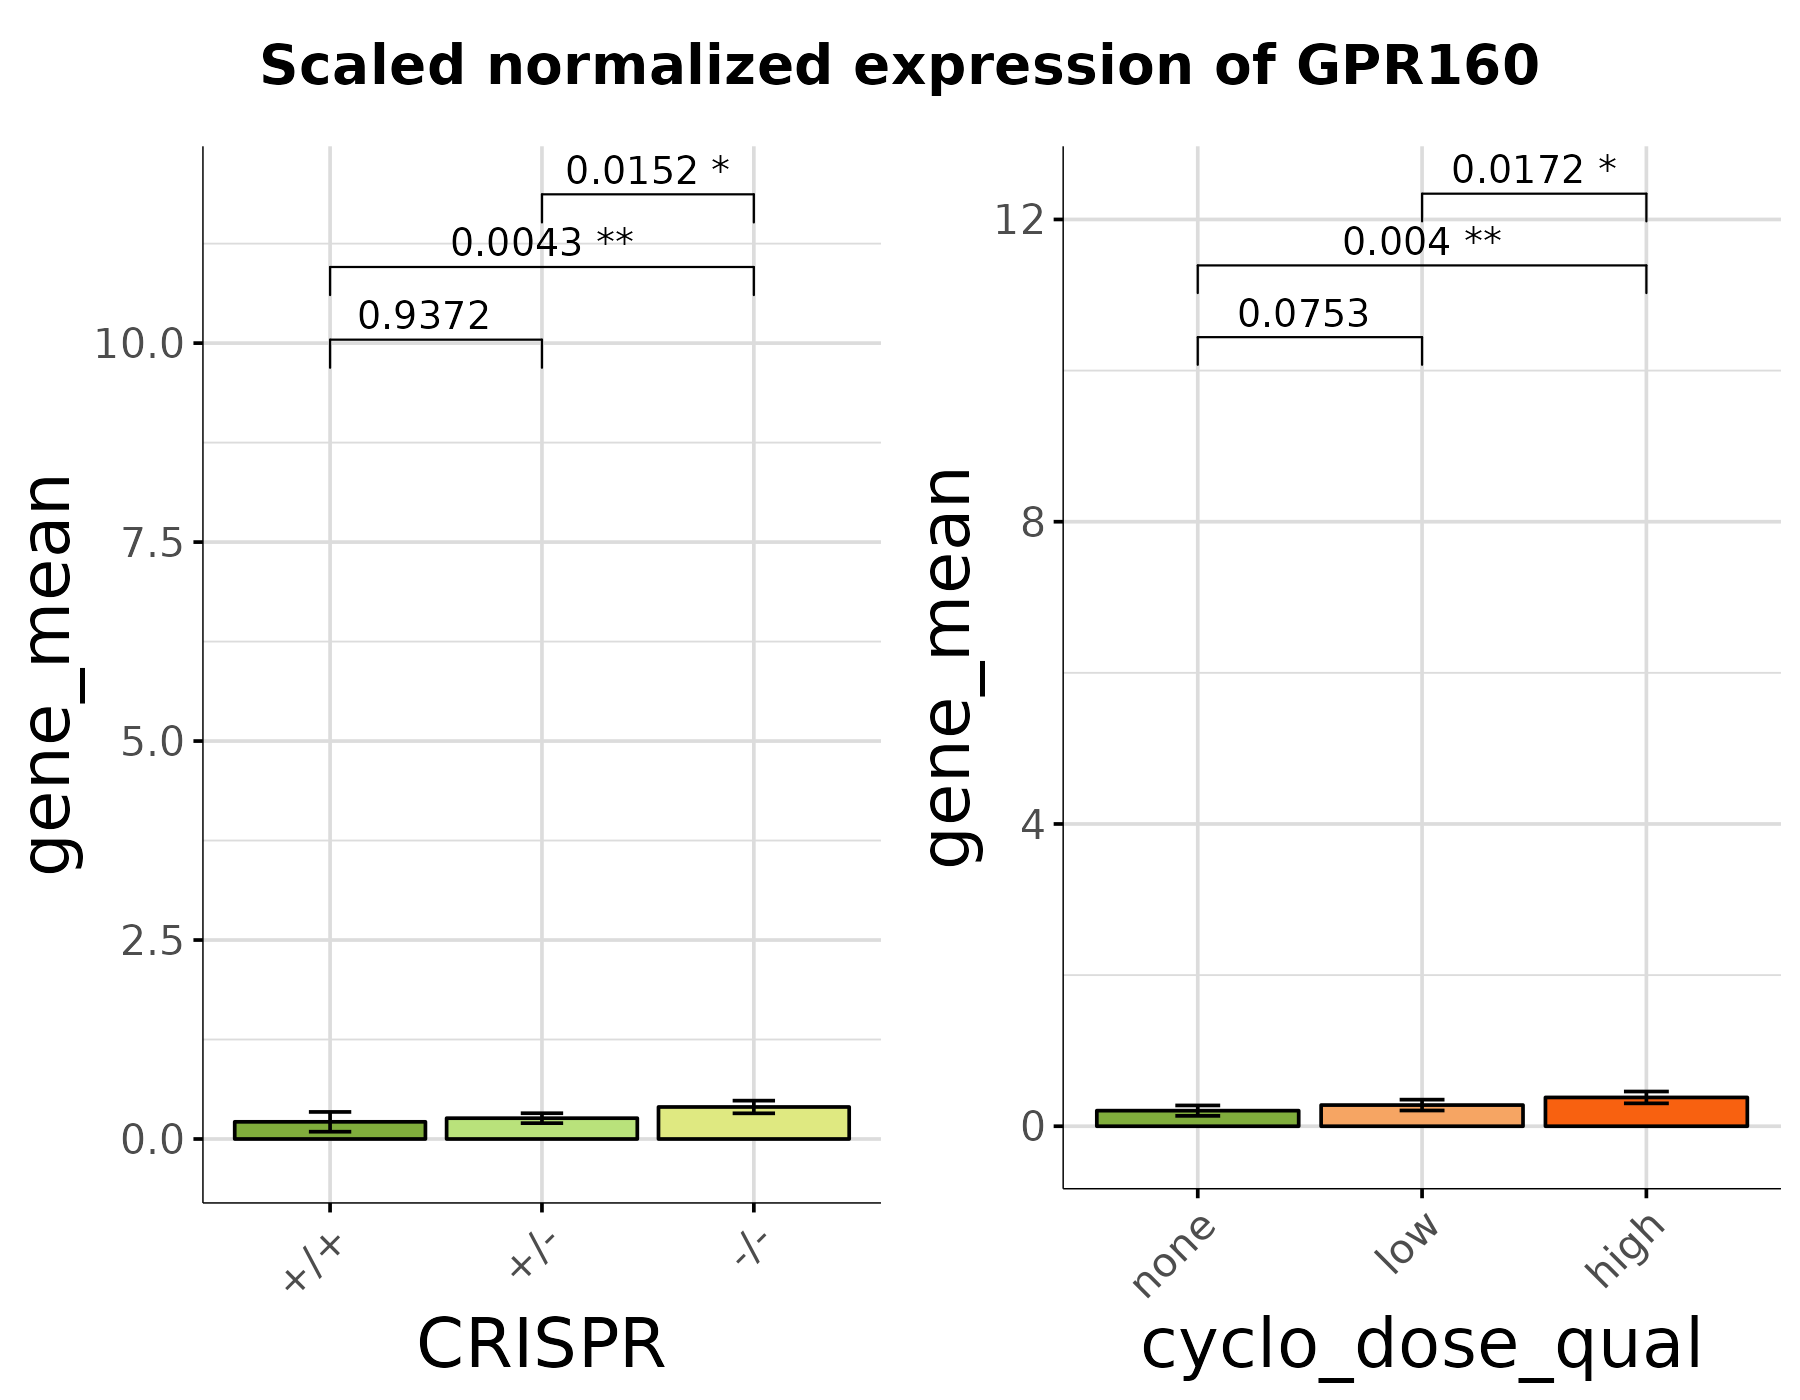 Scaled normalized expression of GPR160
0.0152 *
0.0043 **
0.9372
10.0
7.5
5.0
2.5
0.0
gene_mean
+/+
+/-
-/-
CRISPR
0.0172 *
0.004 **
0.0753
12
8
4
0
gene_mean
none
low
high
cyclo_dose_qual